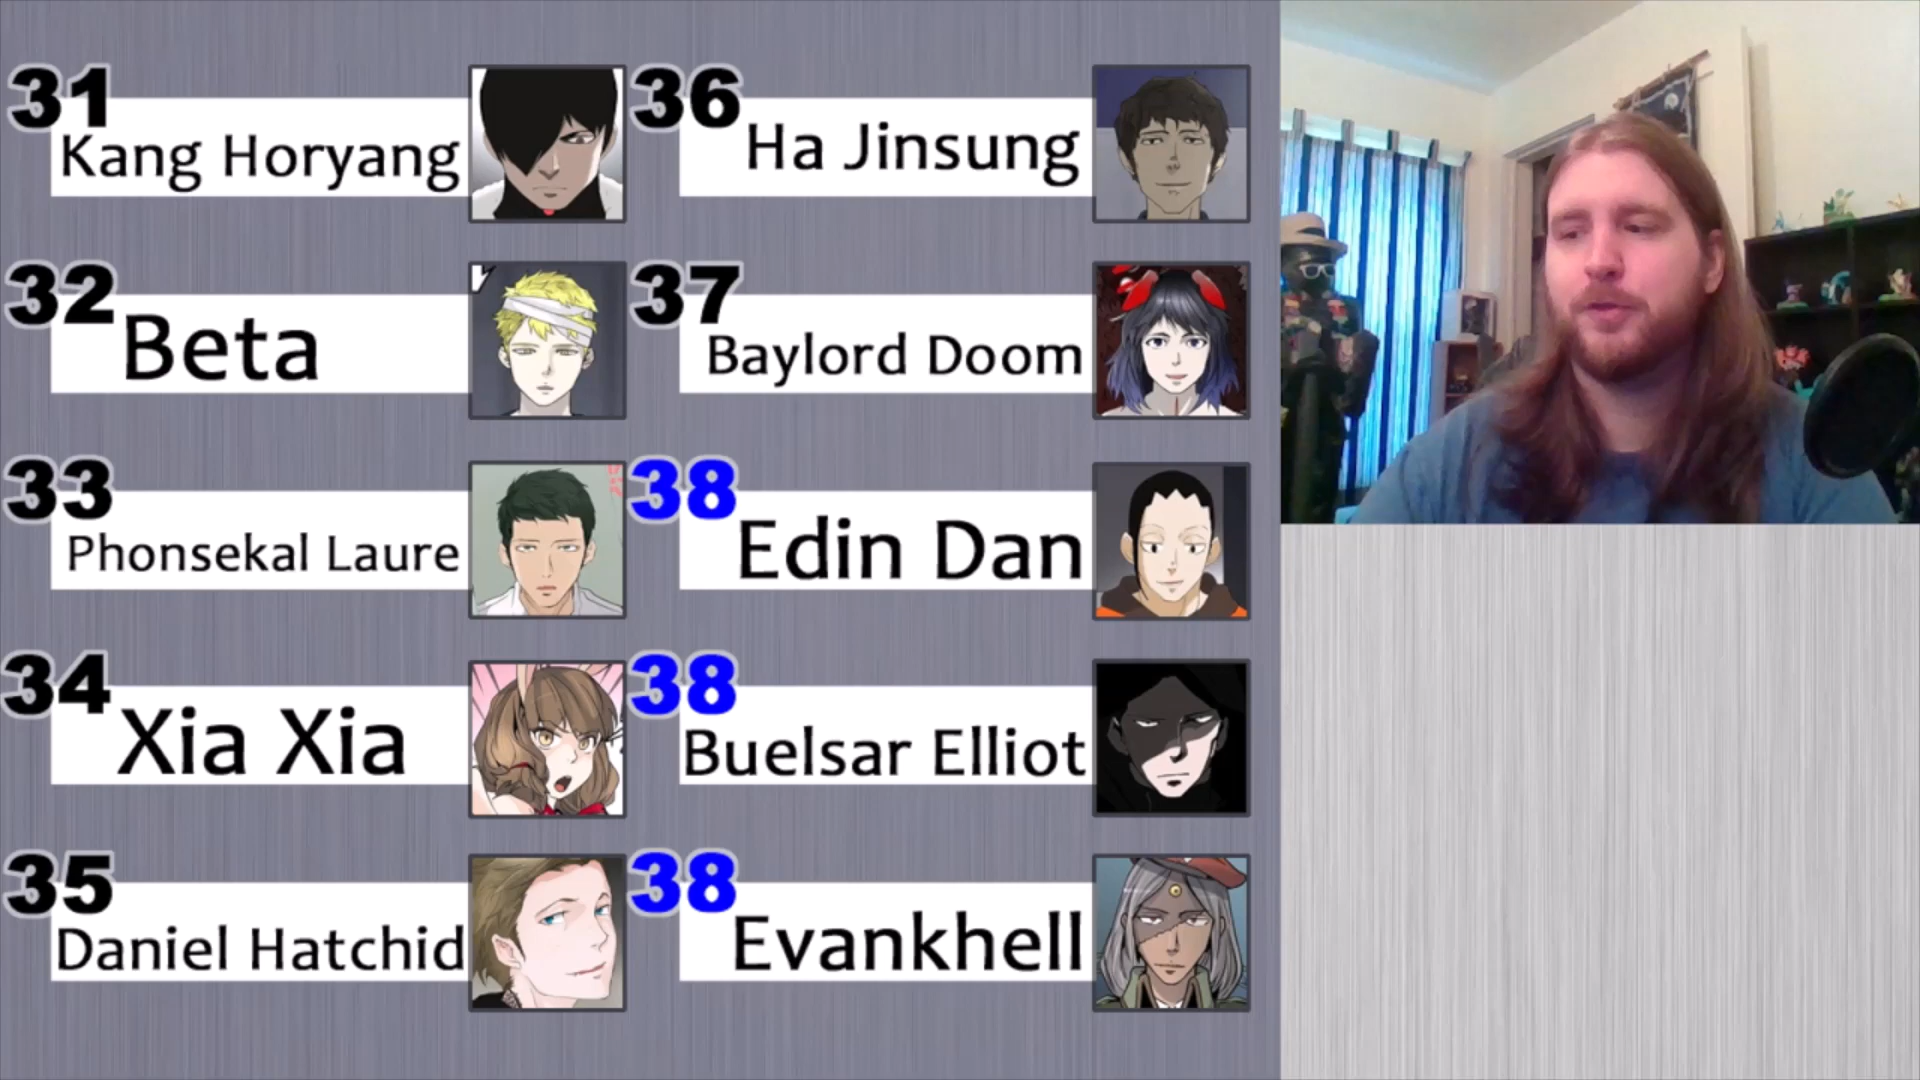 31
Kang Horyang
32
Beta
33
Phonsekal Laure
34
Xia Xia
35
Daniel Hatchid
36
Ha Jinsung
37
Baylord Doom
38
Edin Dan
38
Buelsar Elliot
38
Evankhell